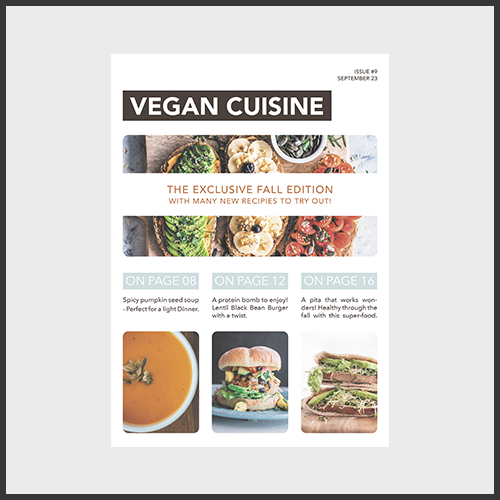 ISSUE #9
SEPTEMBER 23
VEGAN CUISINE
THE EXCLUSIVE FALL EDITION
WITH MANY NEW RECIPIES TO TRY OUT!
ON PAGE 08
Spicy pumpkin seed soup
- Perfect for a light Dinner.
ON PAGE 12
A protein bomb to enjoy!
Lentil Black Bean Burger
with a twist.
ON PAGE 16
A pita that works won-
ders! Healthy through the
fall with this super-food.